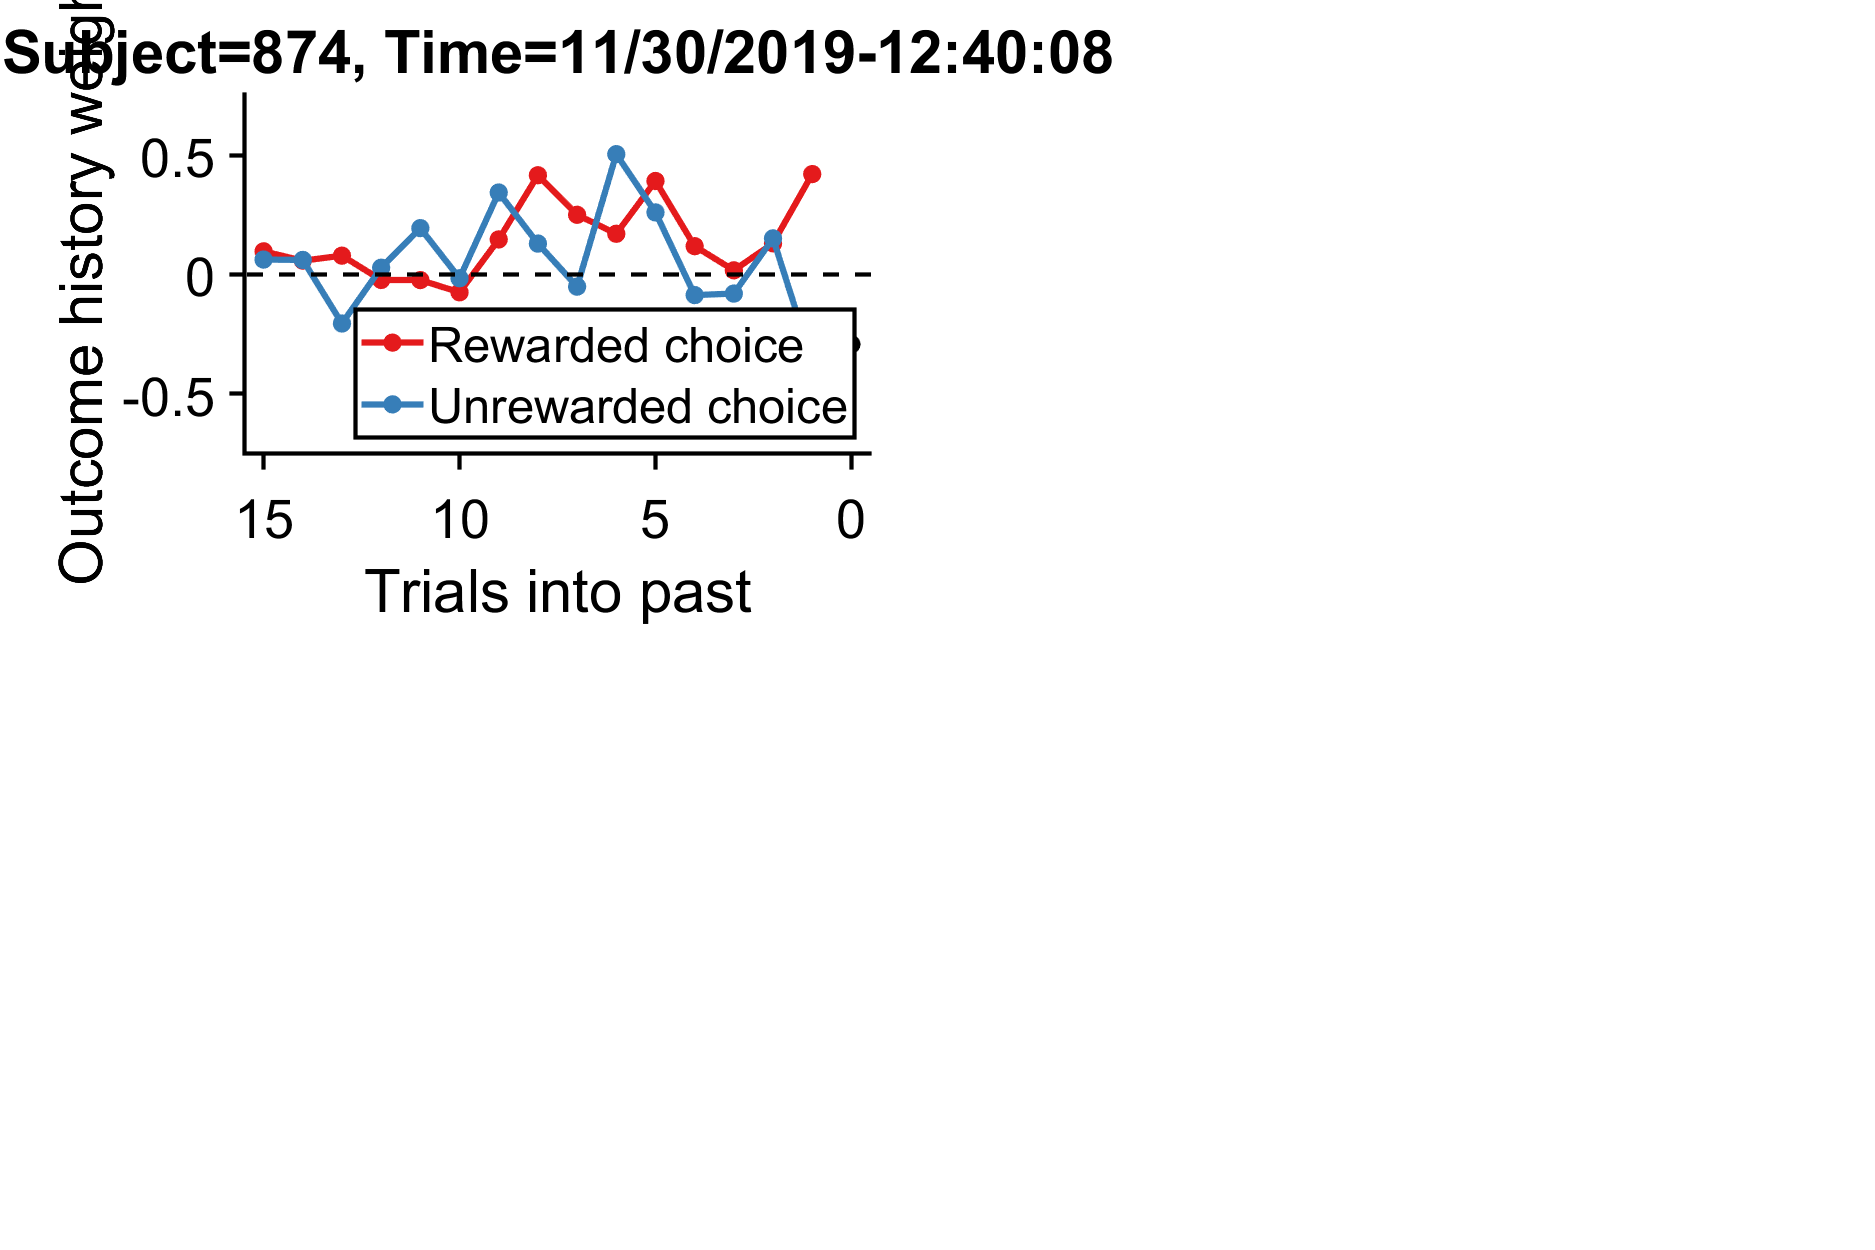 Subject=874, Time=11/30/2019-12:40:08
Outcome history
0.5
0
-0.5
Rewarded choice
Unrewarded choice
15 10 5 0
Trials into past